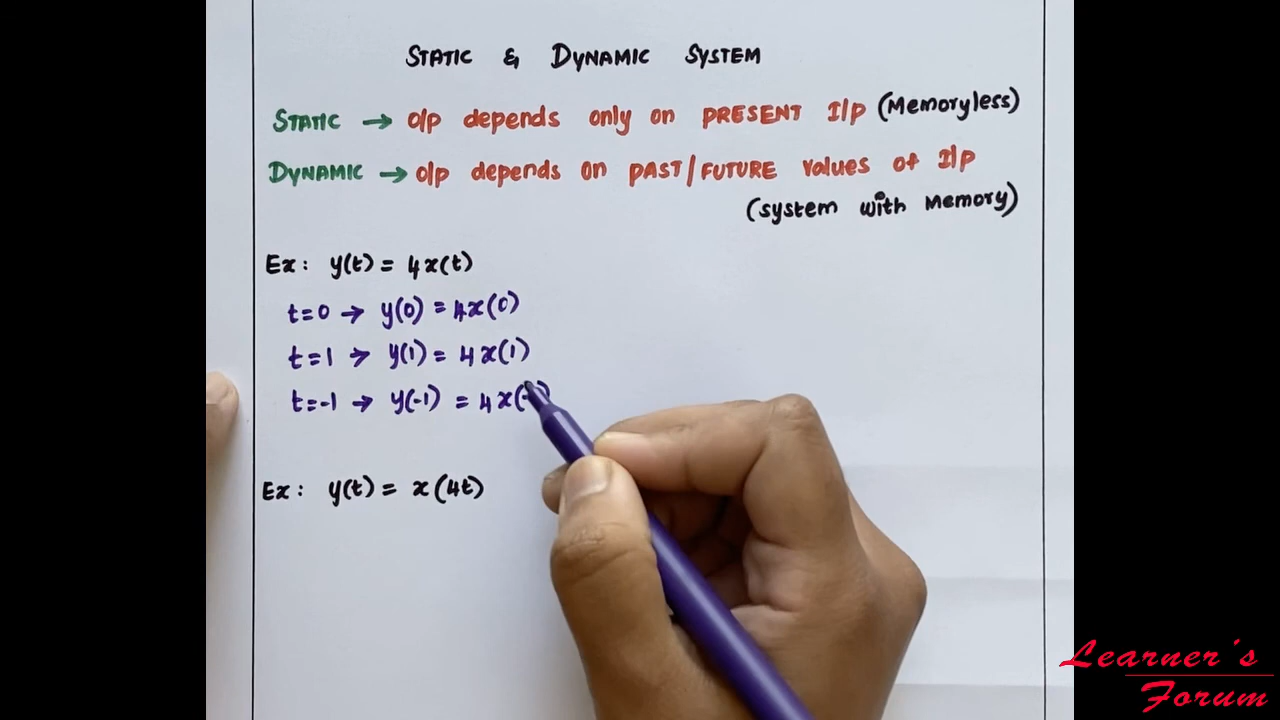 STATIC & DYNAMIC SYSTEM
STATIC → o/p depends only on PRESENT I/p (Memoryless)
DYNAMIC → o/p depends on PAST/FUTURE values of I/p
(system with Memory)
Ex: y(t) = 4x(t)
t=0 → y(0) = 4x(0)
t=1 → y(1) = 4x(1)
t=-1 → y(-1) = 4x(-
Ex: y(t) = x(4t)
Learner's
Forum